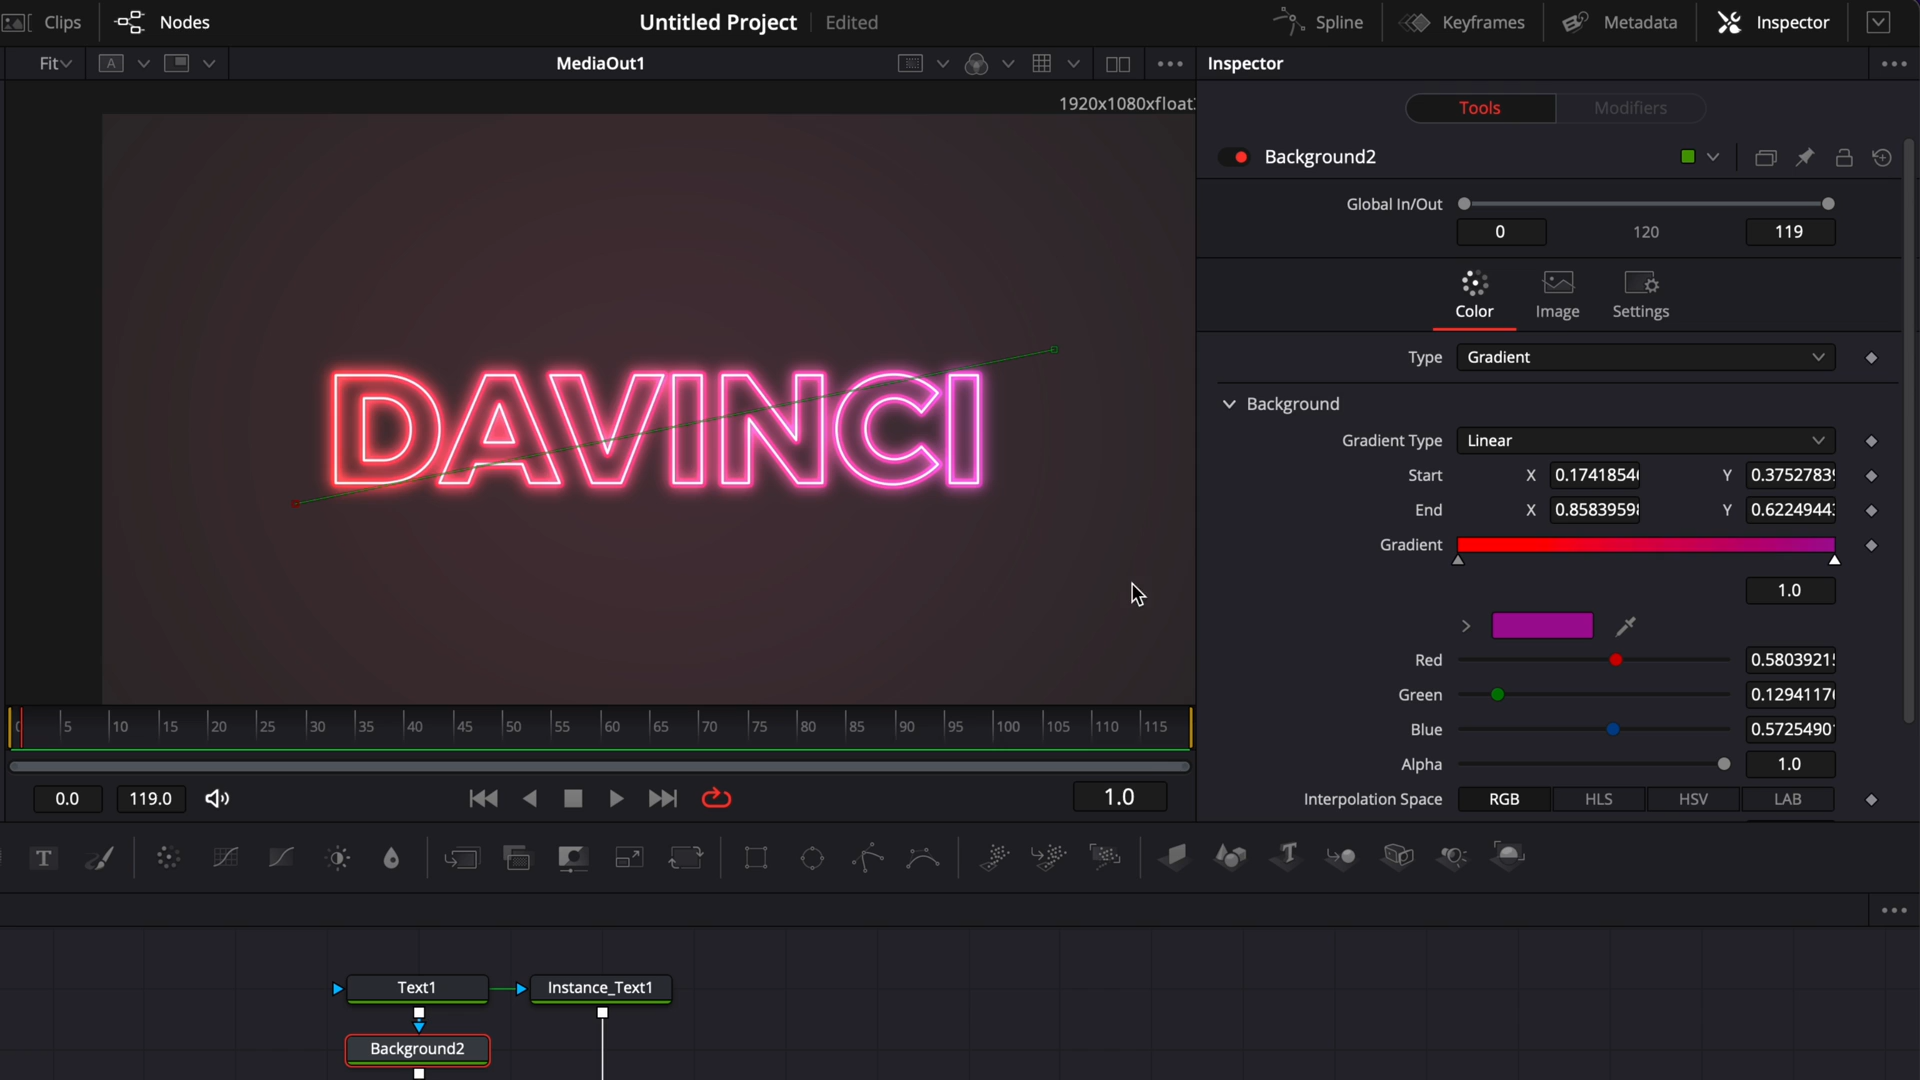 Clips
Nodes
Untitled Project
Edited
Spline
Keyframes
Metadata
Inspector
Fit
A
MediaOut1
Inspector
1920x1080xfloat
Tools
Modifiers
Background2
Global In/Out
0
120
119
Color
Image
Settings
Type
Gradient
Background
Gradient Type
Linear
Start X 0.1741854 Y 0.3752783
End X 0.8583959 Y 0.6224944
Gradient
1.0
Red 0.5803921
Green 0.1294117
Blue 0.5725490
Alpha 1.0
Interpolation Space RGB HLS HSV LAB
DAVINCI
5 10 15 20 25 30 35 40 45 50 55 60 65 70 75 80 85 90 95 100 105 110 115
0.0
119.0
1.0
T
T
Text1
Instance_Text1
Background2